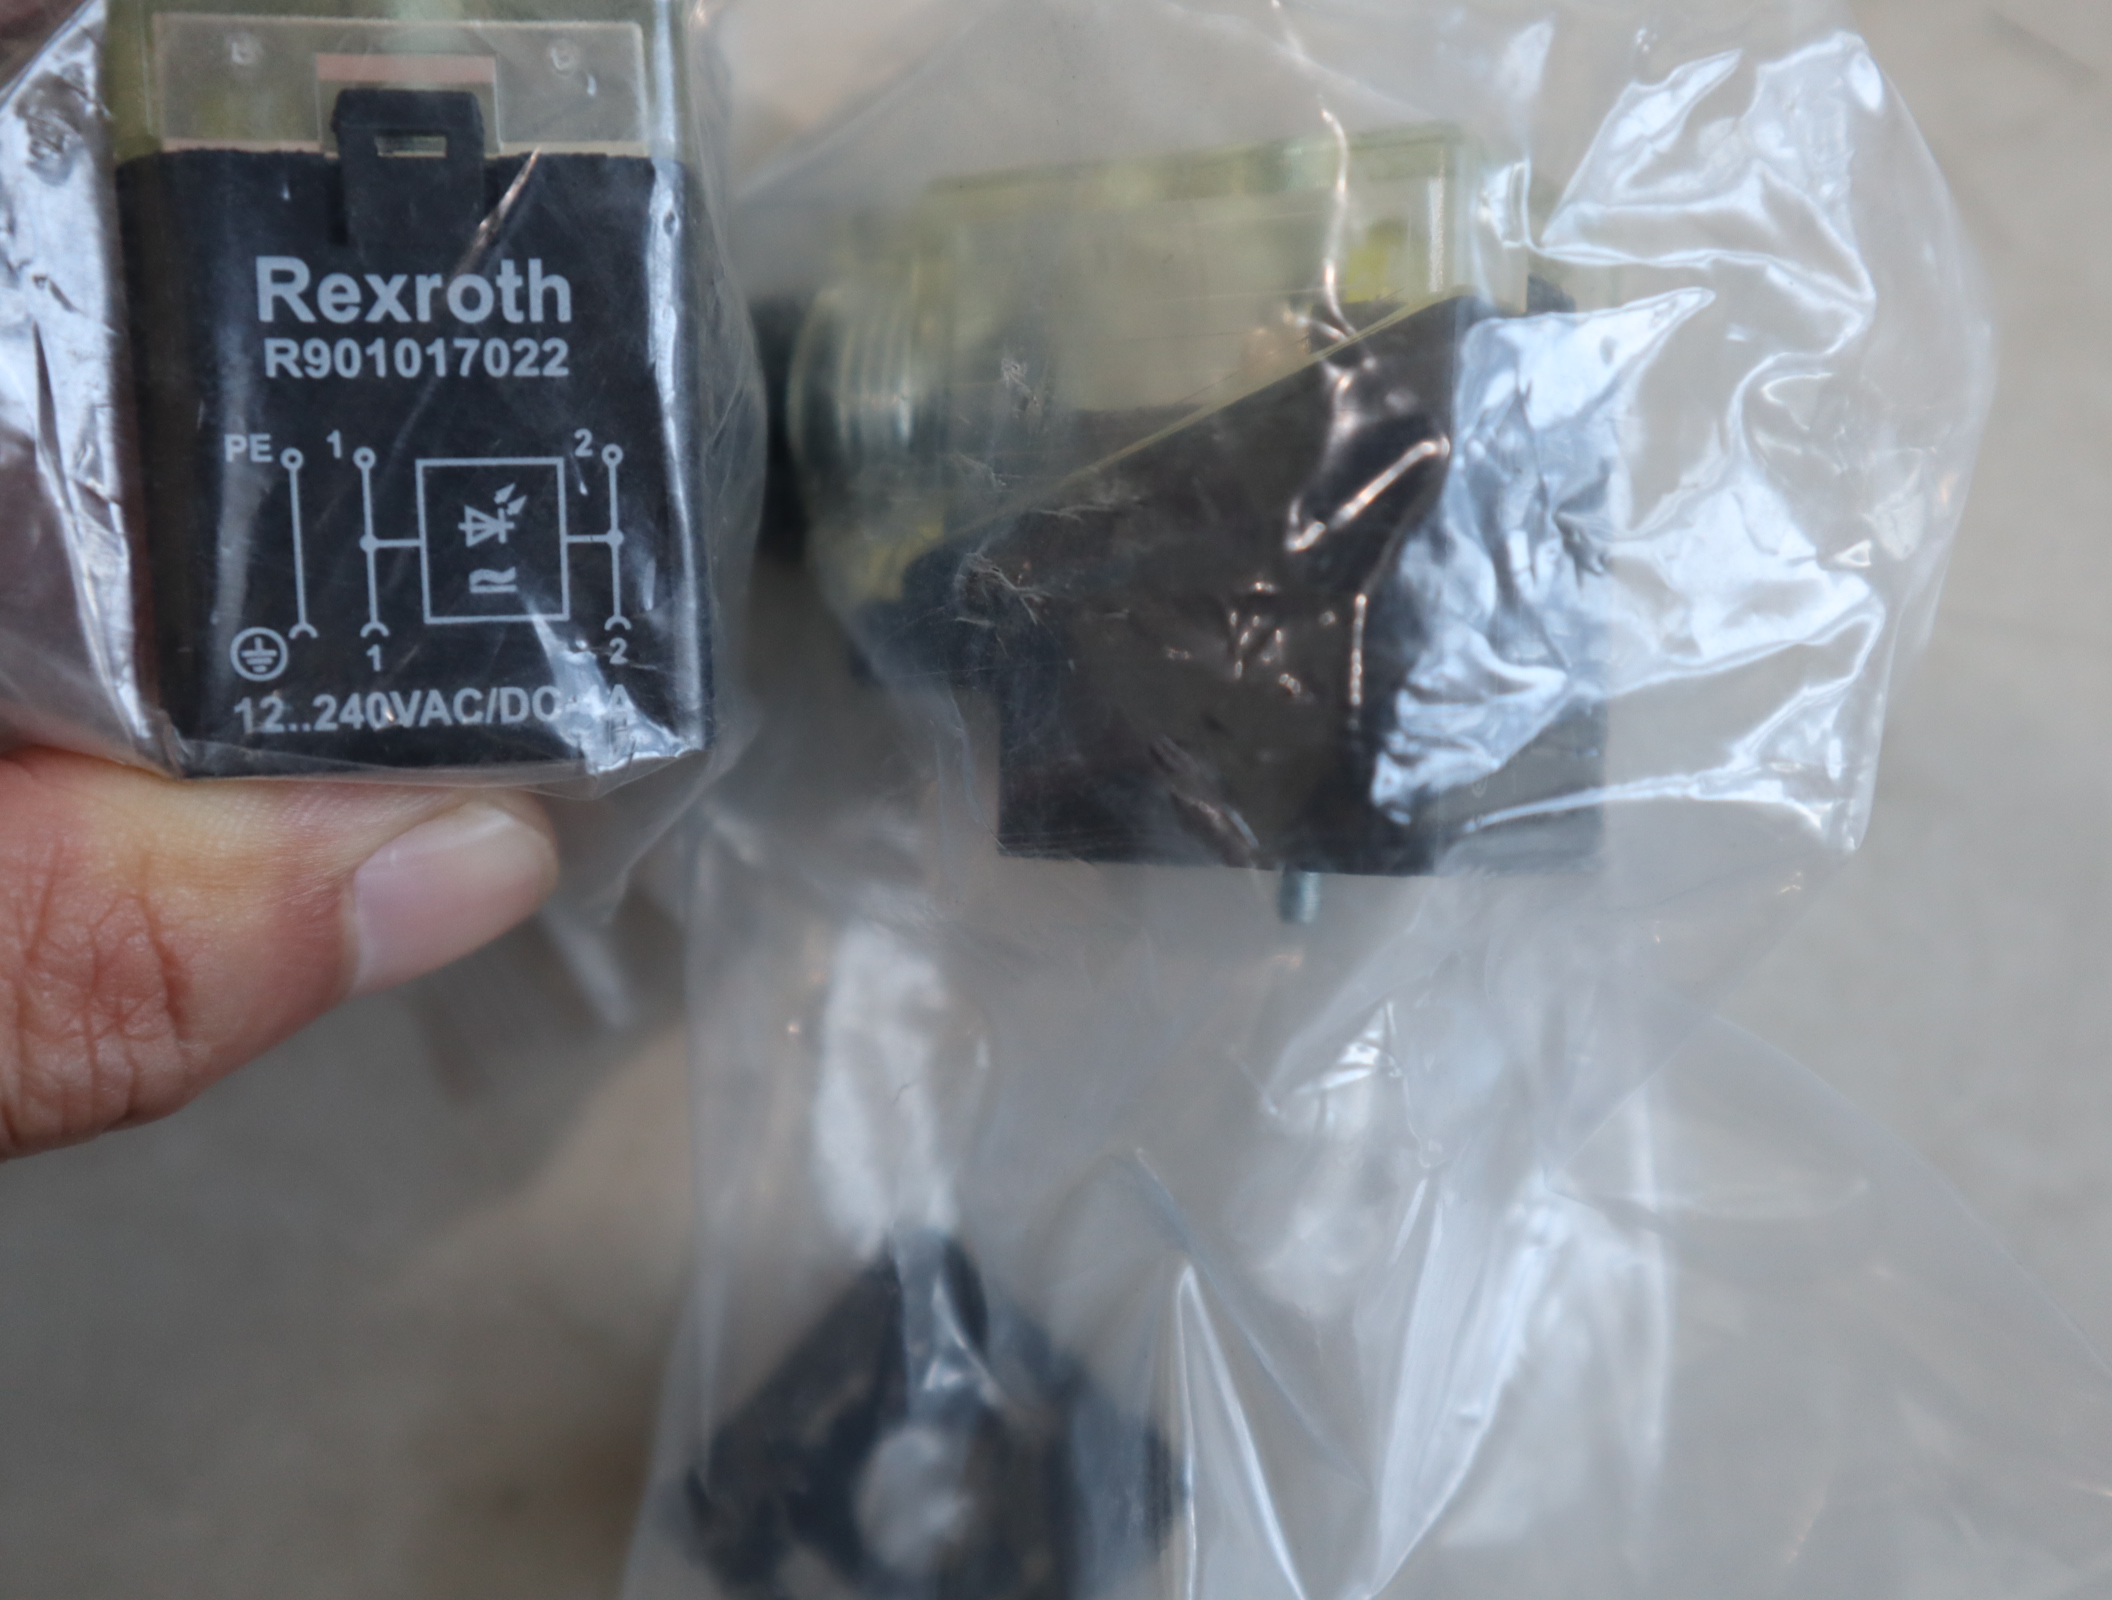 Rexroth
R901017022
PE 1 2
1 2
12..240VAC/DC